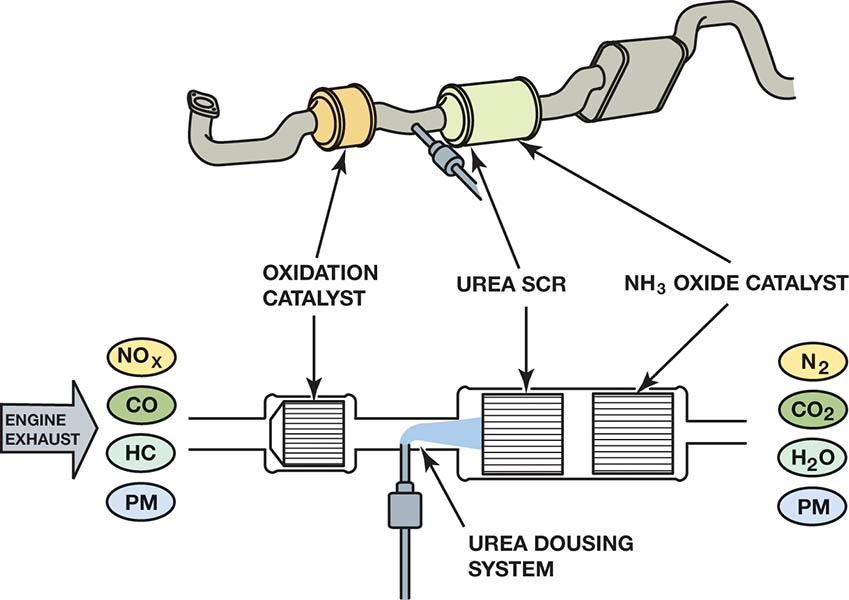 OXIDATION
CATALYST
UREA SCR
NH₃ OXIDE CATALYST
ENGINE
EXHAUST
NOX
CO
HC
PM
N₂
CO₂
H₂O
PM
UREA DOUSING
SYSTEM